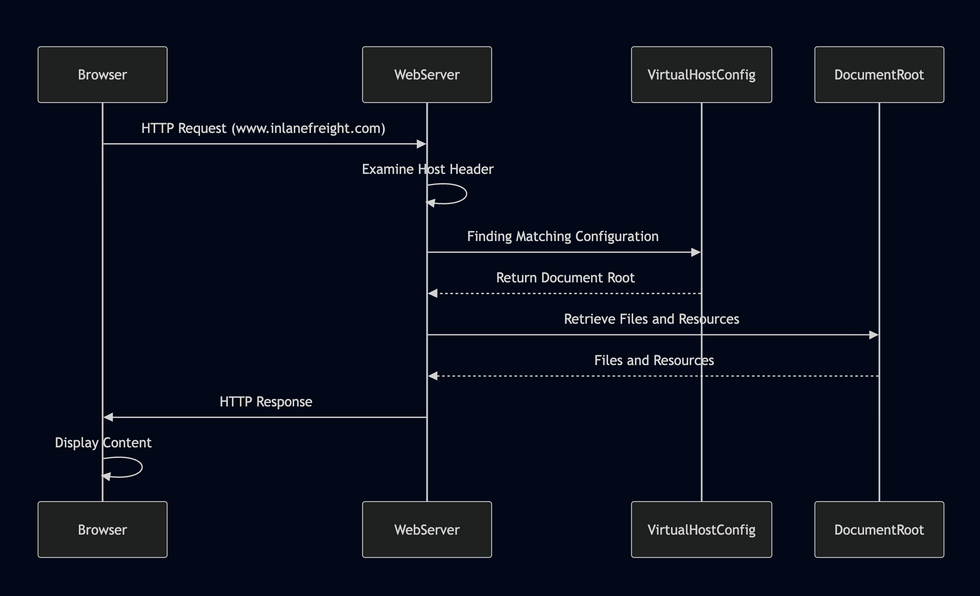 Browser
WebServer
VirtualHostConfig
DocumentRoot
HTTP Request (www.inlanefreight.com)
Examine Host Header
Finding Matching Configuration
Return Document Root
Retrieve Files and Resources
Files and Resources
HTTP Response
Display Content
Browser
WebServer
VirtualHostConfig
DocumentRoot